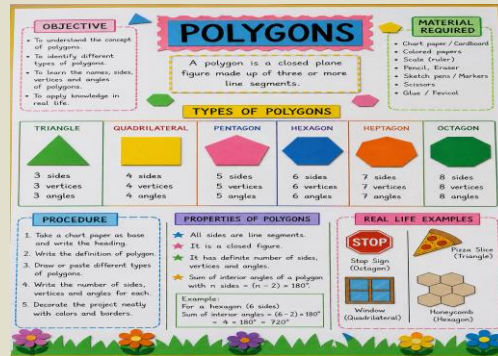 POLYGONS
A polygon is a closed plane
figure made up of three or more
line segments.
OBJECTIVE
• To understand the concept
of polygons.
• To identify different
types of polygons.
• To learn the names, sides,
vertices and angles
of polygons.
• To apply knowledge in
real life.
MATERIAL
REQUIRED
• Chart paper / Cardboard
• Colored papers
• Scale (ruler)
• Pencil, Eraser
• Sketch pens / Markers
• Scissors
• Glue / Fevicol
TYPES OF POLYGONS
TRIANGLE
3 sides
3 vertices
3 angles
QUADRILATERAL
4 sides
4 vertices
4 angles
PENTAGON
5 sides
5 vertices
5 angles
HEXAGON
6 sides
6 vertices
6 angles
HEPTAGON
7 sides
7 vertices
7 angles
OCTAGON
8 sides
8 vertices
8 angles
PROCEDURE
1. Take a chart paper as base
and write the heading.
2. Write the definition of polygon.
3. Draw or paste different types
of polygons.
4. Write the number of sides,
vertices and angles for each.
5. Decorate the project neatly
with colors and borders.
PROPERTIES OF POLYGONS
All sides are line segments.
It is a closed figure.
It has definite number of sides,
vertices and angles.
Sum of interior angles of a polygon
with n sides = (n − 2) × 180°.
Example:
For a hexagon (6 sides)
Sum of interior angles = (6 − 2) × 180°
= 4 × 180° = 720°
REAL LIFE EXAMPLES
STOP
Stop Sign
(Octagon)
Pizza Slice
(Triangle)
Window
(Quadrilateral)
Honeycomb
(Hexagon)